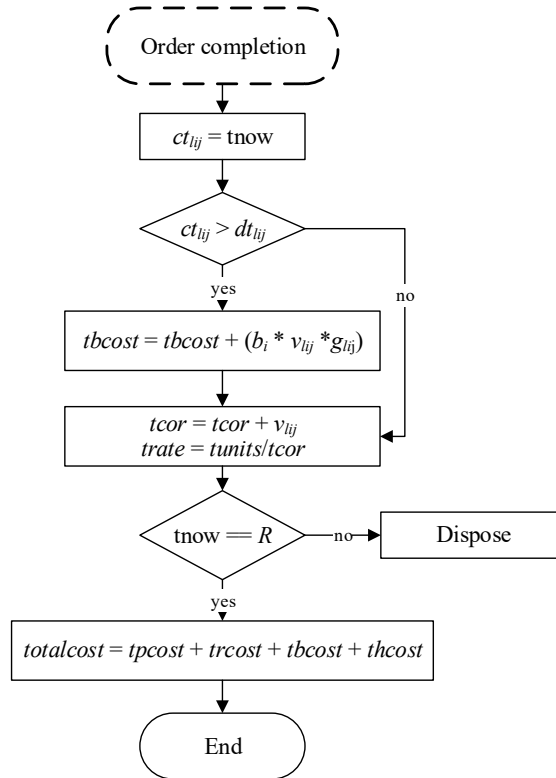 Order completion
ct_lij = tnow
ct_lij > dt_lij
yes
no
tbcost = tbcost + (b_i * v_lij *g_lij)
tcor = tcor + v_lij
trate = tunits/tcor
tnow == R
no
Dispose
yes
totalcost = tpcost + trcost + tbcost + thcost
End